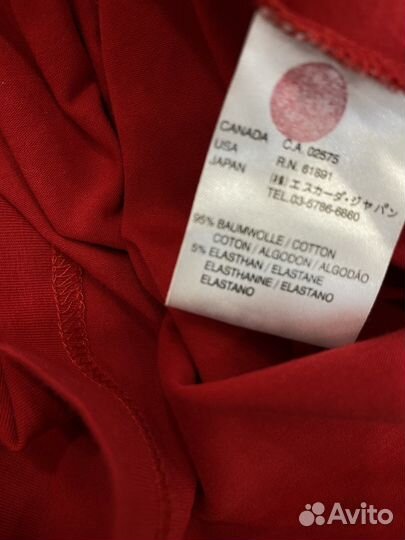 CANADA C.A. 02575
USA R.N. 61891
JAPAN (株)エスカーダ・ジャパン
TEL.03-5786-6860
95% BAUMWOLLE / COTTON
COTON / ALGODON / ALGODÃO
5% ELASTHAN / ELASTANE
ELASTHANNE / ELASTANO
ELASTANO
Avito